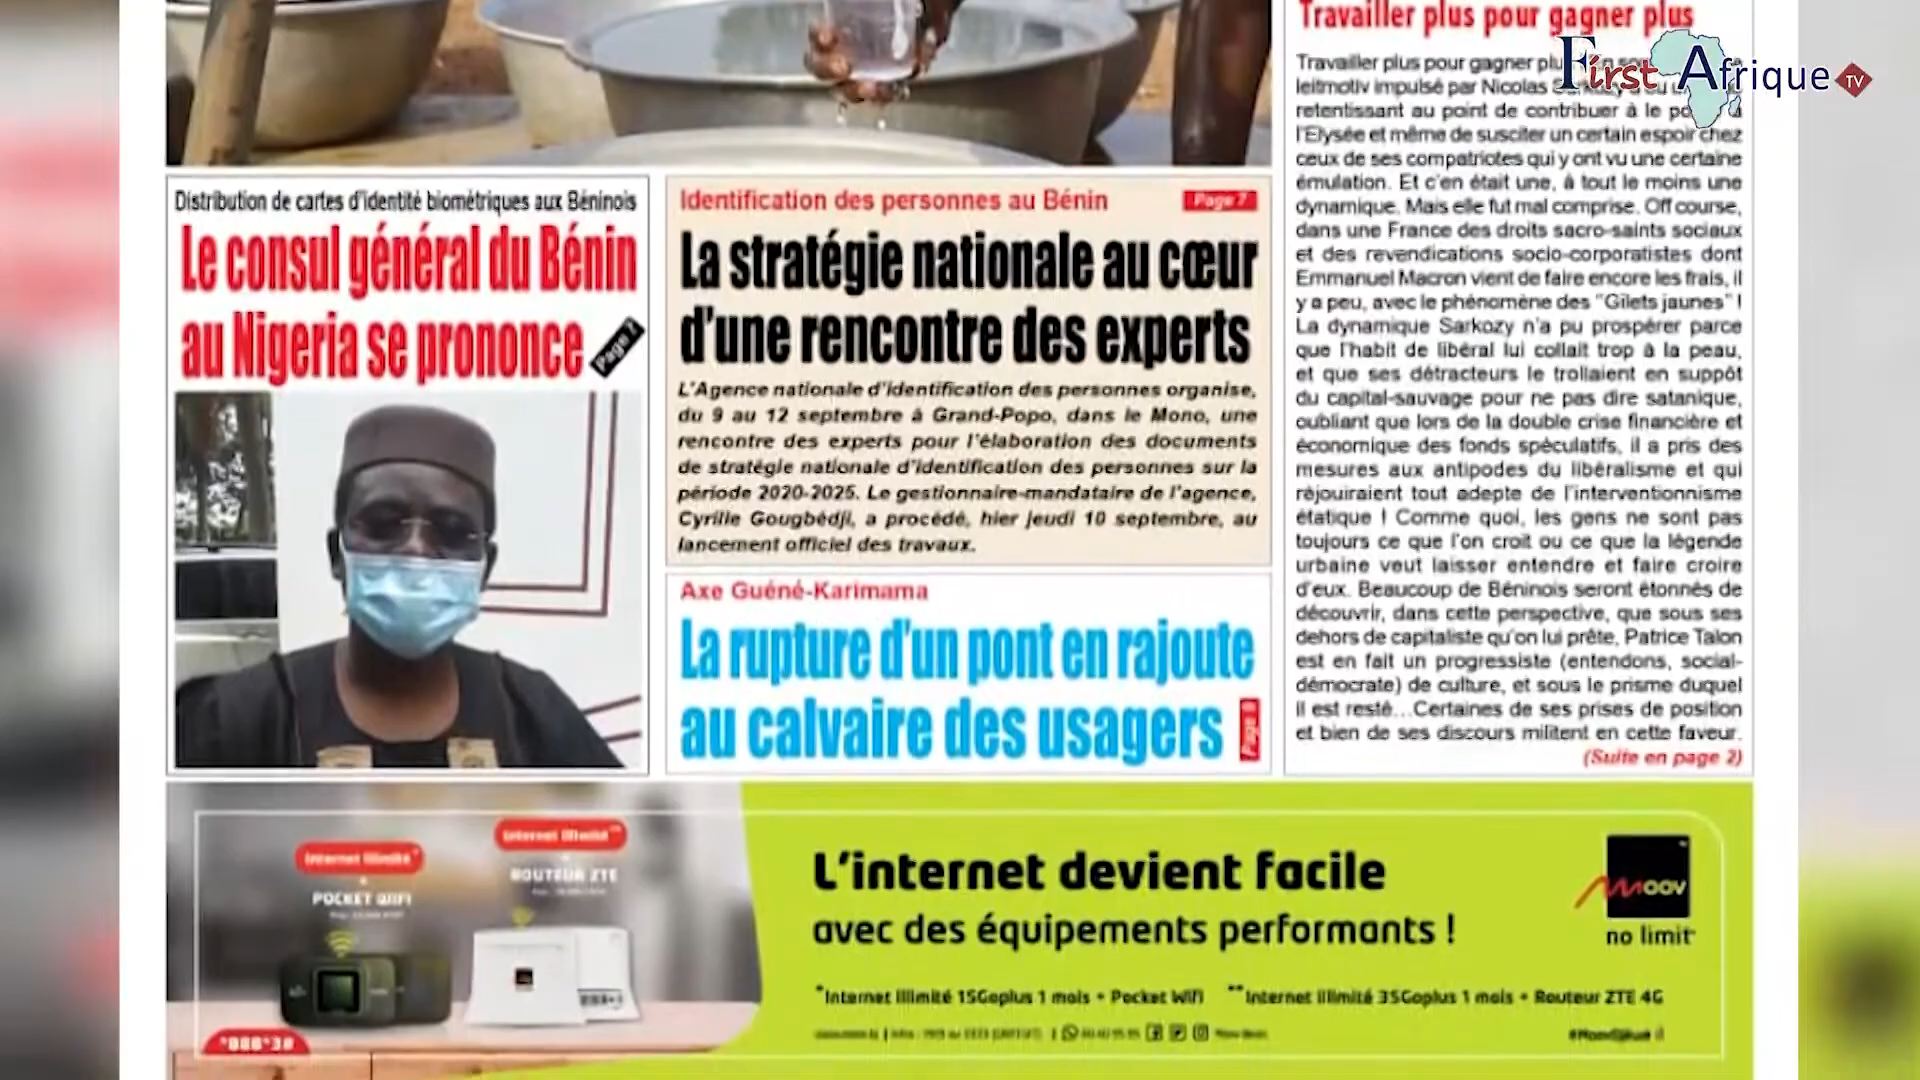 First Afrique TV
Distribution de cartes d'identité biométriques aux Béninois
Le consul général du Bénin
au Nigeria se prononce
Page 7
Identification des personnes au Bénin
Page 7
La stratégie nationale au cœur
d'une rencontre des experts
L'Agence nationale d'identification des personnes organise,
du 9 au 12 septembre à Grand-Popo, dans le Mono, une
rencontre des experts pour l'élaboration des documents
de stratégie nationale d'identification des personnes sur la
période 2020-2025. Le gestionnaire-mandataire de l'agence,
Cyrille Gougbédji, a procédé, hier jeudi 10 septembre, au
lancement officiel des travaux.
Axe Guéné-Karimama
La rupture d'un pont en rajoute
au calvaire des usagers
Page 8
Travailler plus pour gagner plus
Travailler plus pour gagner
leitmotiv impulsé par Nicolas
retentissant au point de contribuer à le
l'Elysée et même de susciter un certain espoir chez
ceux de ses compatriotes qui y ont vu une certaine
émulation. Et c'en était une, à tout le moins une
dynamique. Mais elle fut mal comprise. Off course,
dans une France des droits sacro-saints sociaux
et des revendications socio-corporatistes dont
Emmanuel Macron vient de faire encore les frais, il
y a peu, avec le phénomène des "Gilets jaunes" !
La dynamique Sarkozy n'a pu prospérer parce
que l'habit de libéral lui collait trop à la peau,
et que ses détracteurs le trollaient en suppôt
du capital-sauvage pour ne pas dire satanique,
oubliant que lors de la double crise financière et
économique des fonds spéculatifs, il a pris des
mesures aux antipodes du libéralisme et qui
réjouiraient tout adepte de l'interventionnisme
étatique ! Comme quoi, les gens ne sont pas
toujours ce que l'on croit ou ce que la légende
urbaine veut laisser entendre et faire croire
d'eux. Beaucoup de Béninois seront étonnés de
découvrir, dans cette perspective, que sous ses
dehors de capitaliste qu'on lui prête, Patrice Talon
est en fait un progressiste (entendons, social-
démocrate) de culture, et sous le prisme duquel
il est resté...Certaines de ses prises de position
et bien de ses discours militent en cette faveur.
(Suite en page 2)
Internet illimité*
+
POCKET WIFI
Internet illimité**
+
ROUTEUR ZTE
L'internet devient facile
avec des équipements performants !
moov
no limit
*Internet illimité 15Goplus 1 mois + Pocket Wifi **Internet illimité 35Goplus 1 mois + Routeur ZTE 4G